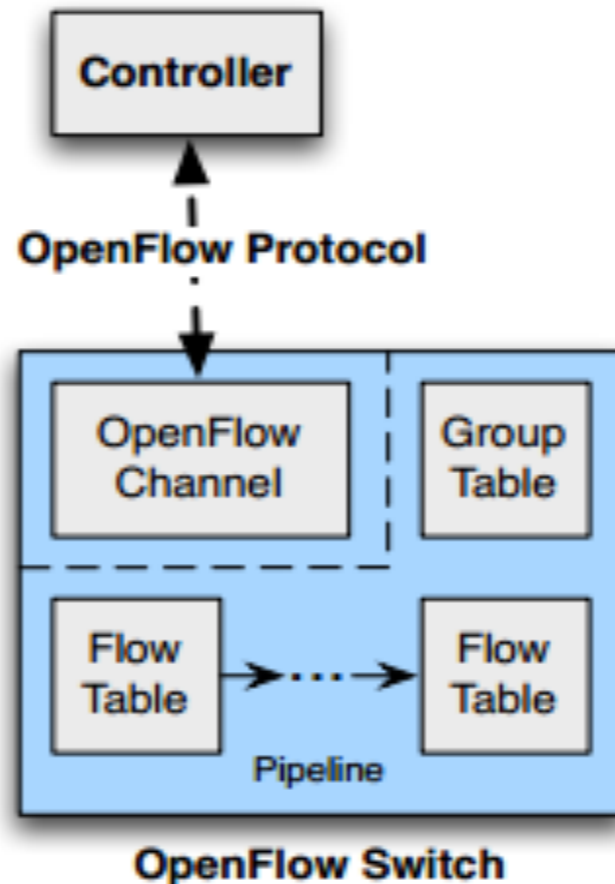 Controller
OpenFlow Protocol
OpenFlow
Channel
Group
Table
Flow
Table
...
Flow
Table
Pipeline
OpenFlow Switch